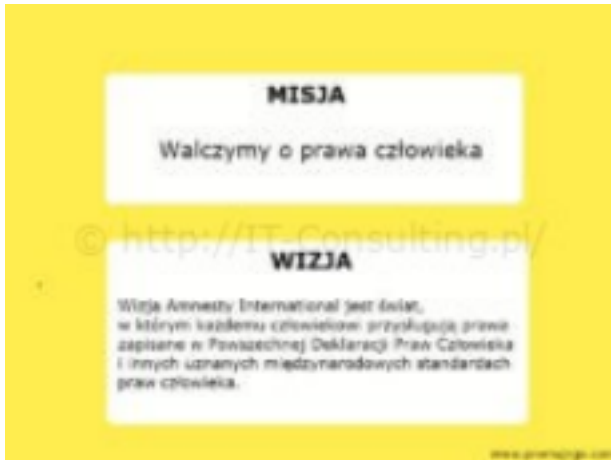 MISJA
Walczymy o prawa człowieka
© http://IT-Consulting.pl/
WIZJA
Wizja Amnesty International jest świat,
w którym każdemu człowiekowi przysługują prawa
zapisane w Powszechnej Deklaracji Praw Człowieka
i innych uznanych międzynarodowych standardach
praw człowieka.